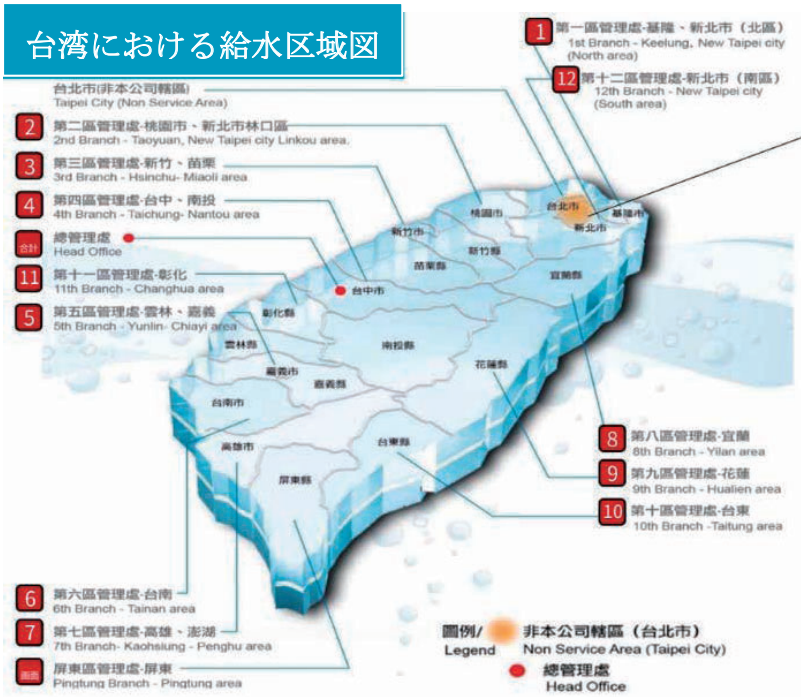 台湾における給水区域図
1
第一區管理處-基隆、新北市（北區）
1st Branch - Keelung, New Taipei city
(North area)
12
第十二區管理處-新北市（南區）
12th Branch - New Taipei city
(South area)
台北市(非本公司轄區)
Taipei City (Non Service Area)
2
第二區管理處-桃園市、新北市林口區
2nd Branch - Taoyuan, New Taipei city Linkou area.
3
第三區管理處-新竹、苗栗
3rd Branch - Hsinchu- Miaoli area
4
第四區管理處-台中、南投
4th Branch - Taichung- Nantou area
合計
總管理處
Head Office
11
第十一區管理處-彰化
11th Branch - Changhua area
5
第五區管理處-雲林、嘉義
5th Branch - Yunlin- Chiayi area
台北市
基隆市
桃園市
新北市
新竹市
新竹縣
苗栗縣
宜蘭縣
台中市
彰化縣
南投縣
雲林縣
花蓮縣
嘉義市
嘉義縣
台南市
高雄市
台東縣
屏東縣
8
第八區管理處-宜蘭
8th Branch - Yilan area
9
第九區管理處-花蓮
9th Branch - Hualien area
10
第十區管理處-台東
10th Branch -Taitung area
6
第六區管理處-台南
6th Branch - Tainan area
7
第七區管理處-高雄、澎湖
7th Branch- Kaohsiung - Penghu area
屏東區管理處-屏東
Pingtung Branch - Pingtung area
圖例/
Legend
非本公司轄區（台北市）
Non Service Area (Taipei City)
總管理處
Head Office